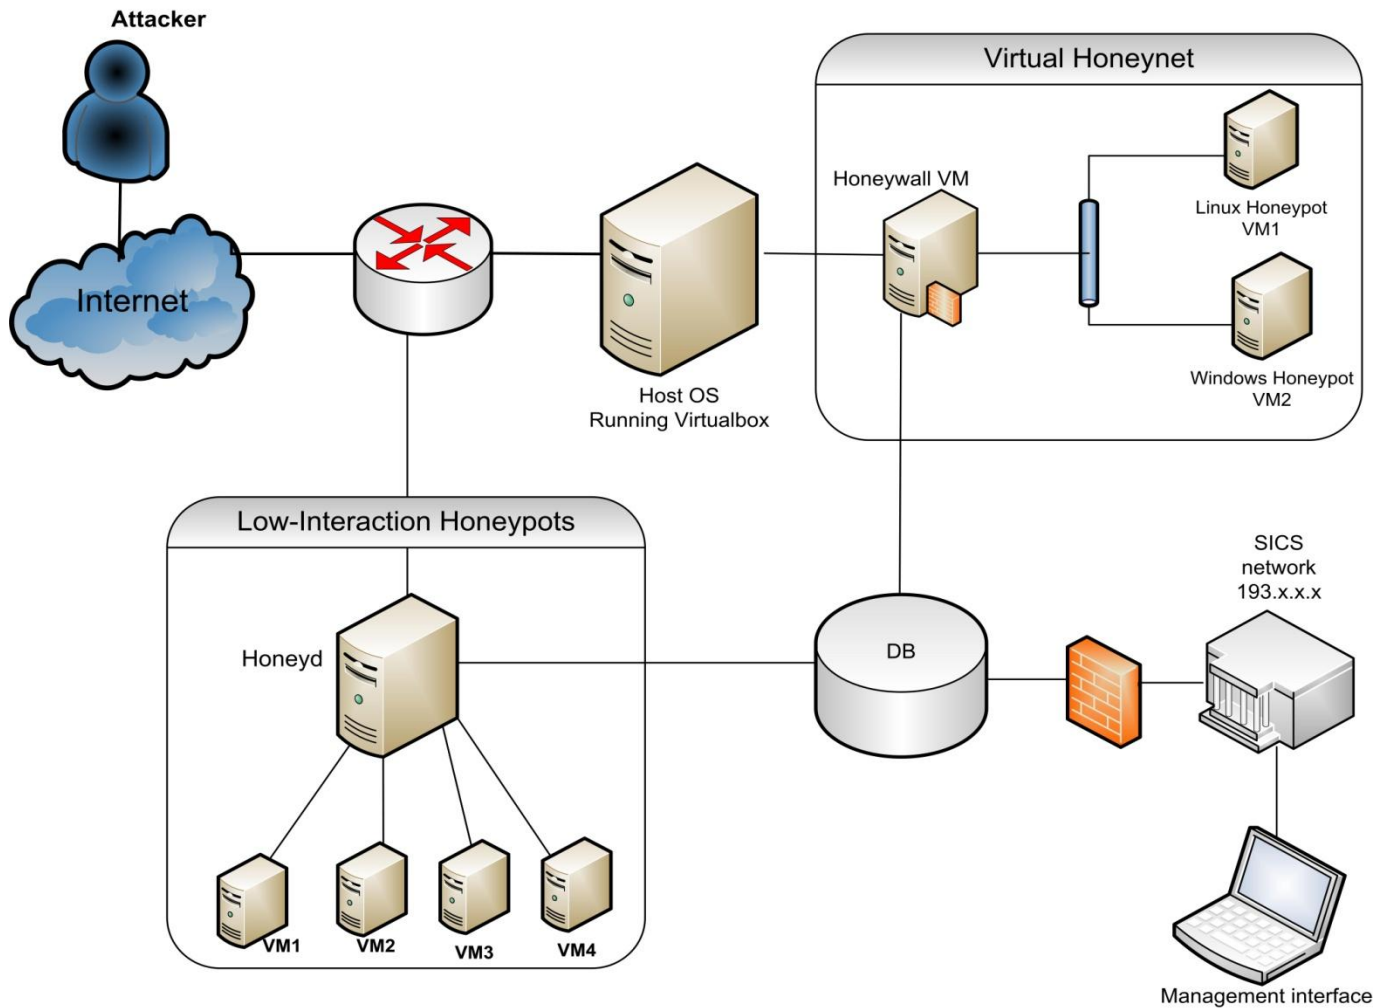 Attacker
Internet
Host OS
Running Virtualbox
Virtual Honeynet
Honeywall VM
Linux Honeypot
VM1
Windows Honeypot
VM2
Low-Interaction Honeypots
Honeyd
VM1
VM2
VM3
VM4
DB
SICS
network
193.x.x.x
Management interface